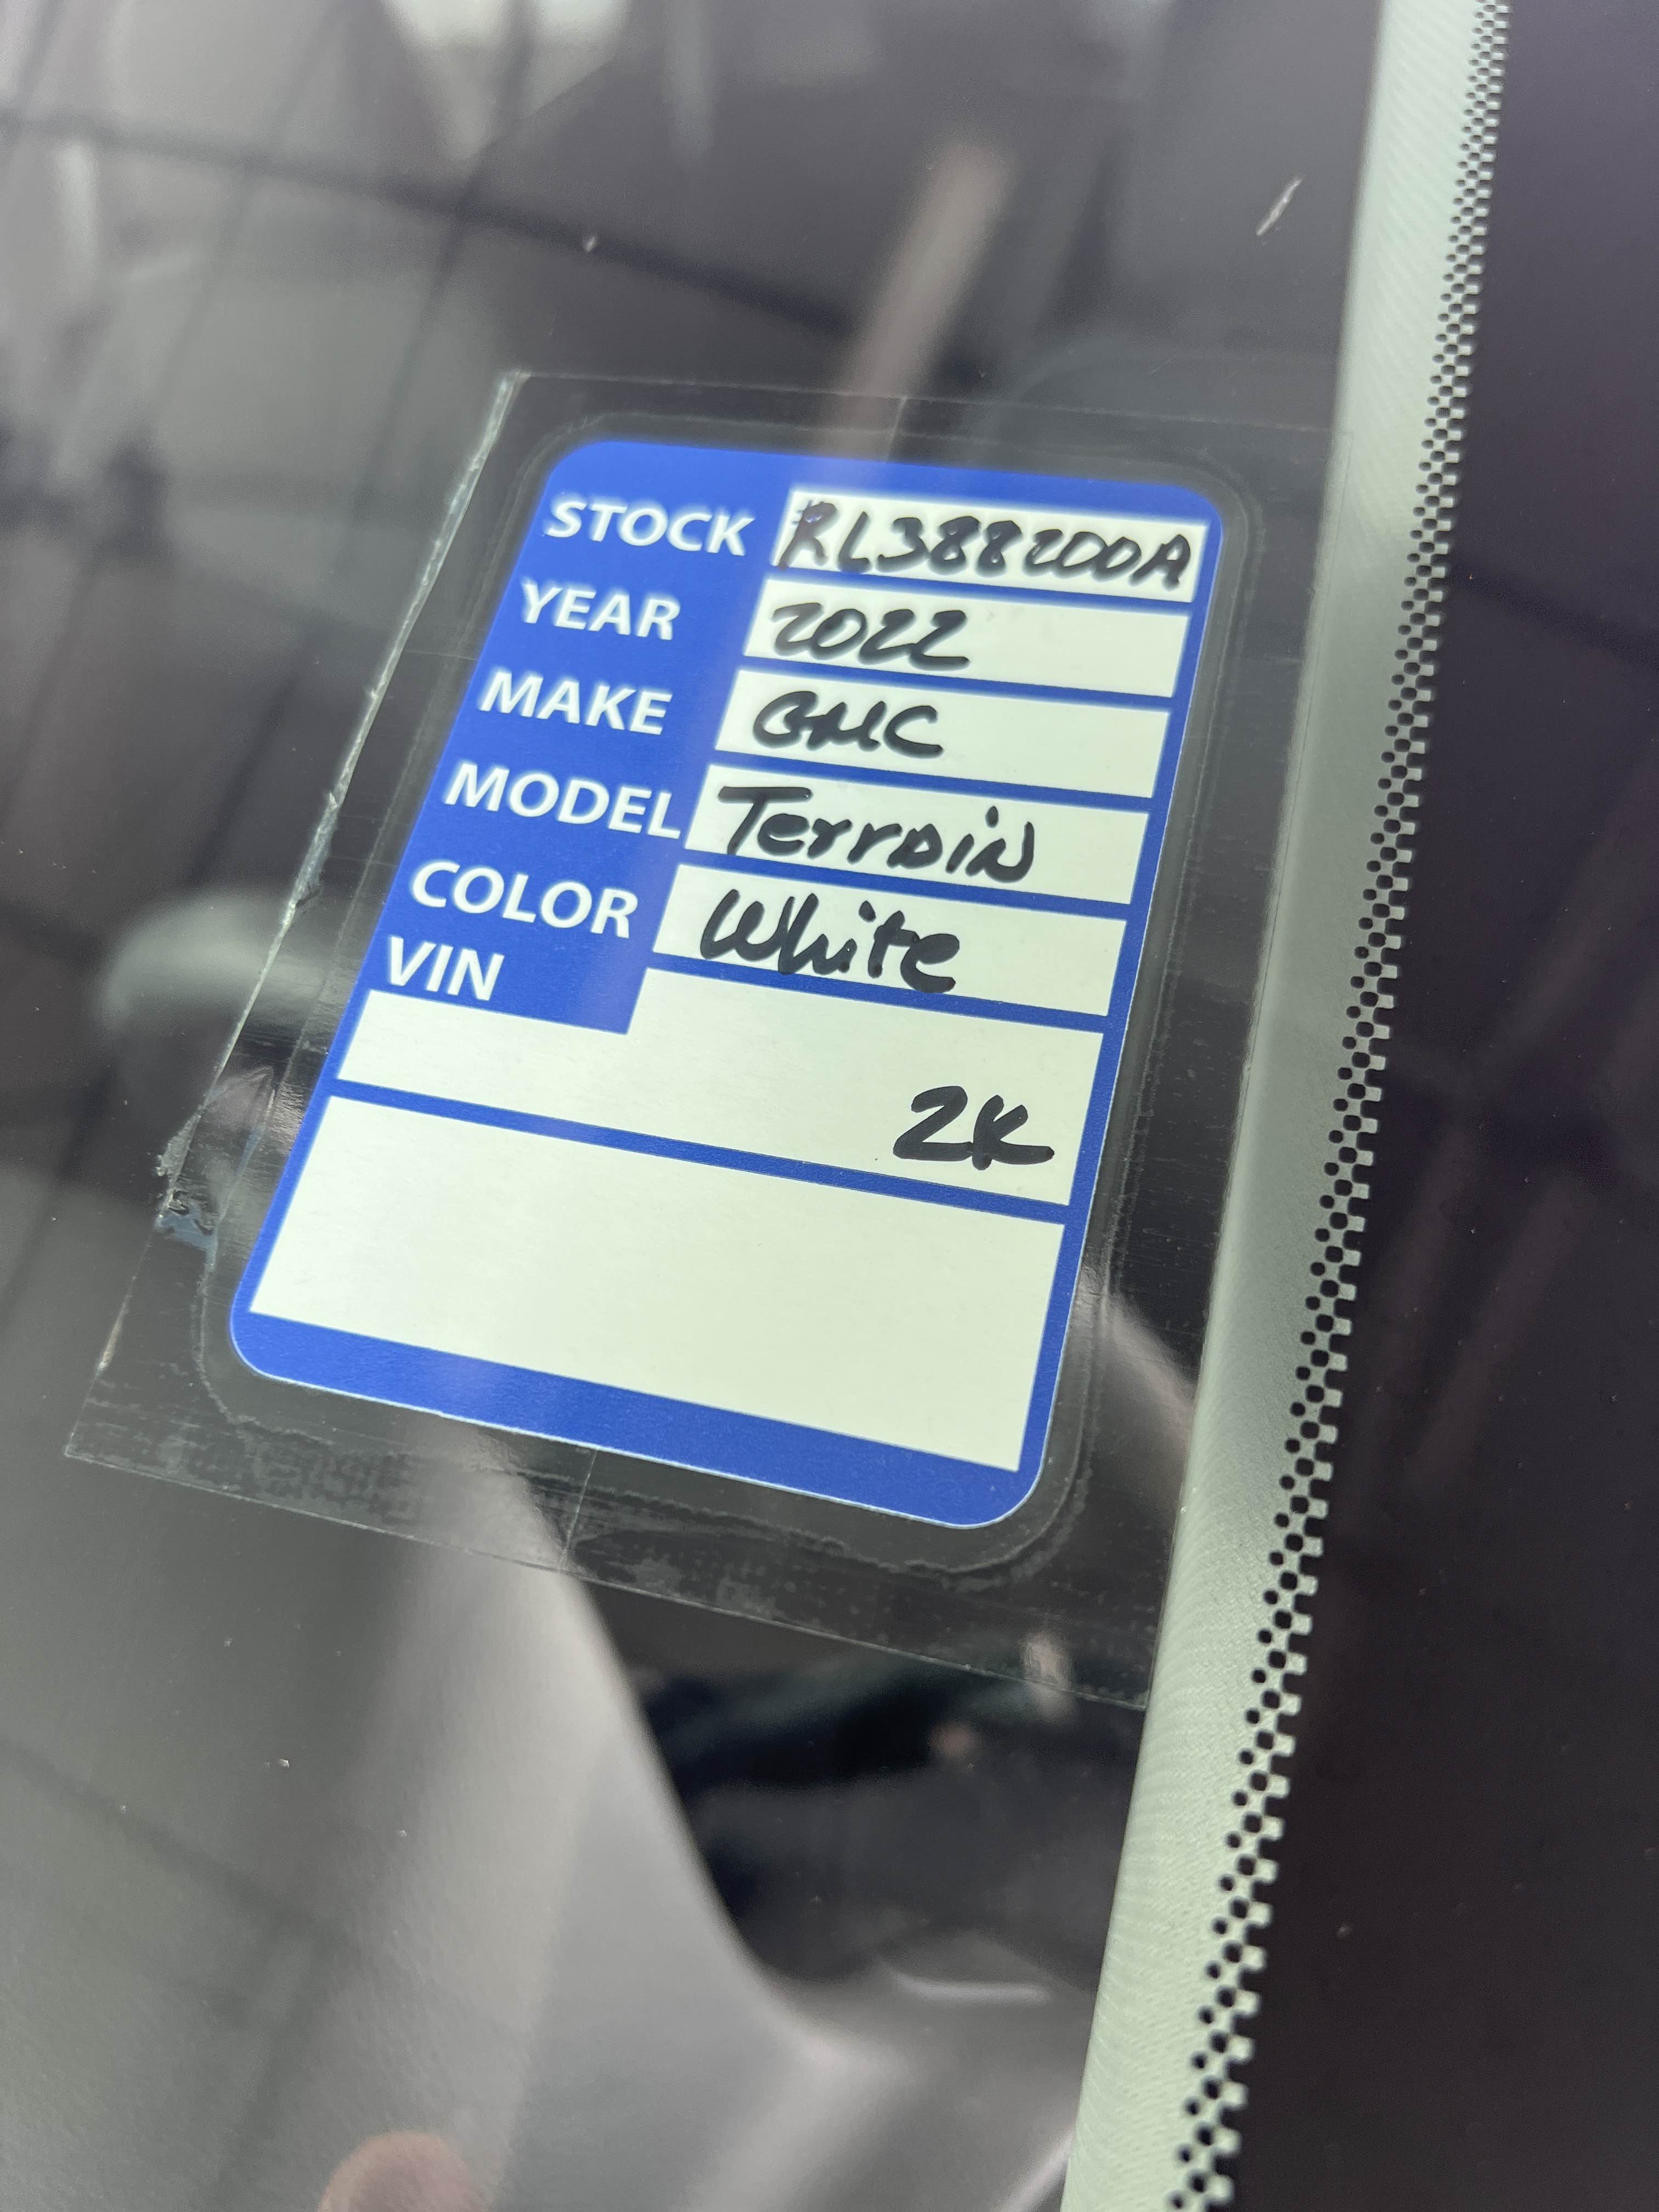 STOCK RL388200A
YEAR 2022
MAKE GMC
MODEL Terrain
COLOR White
VIN
2K